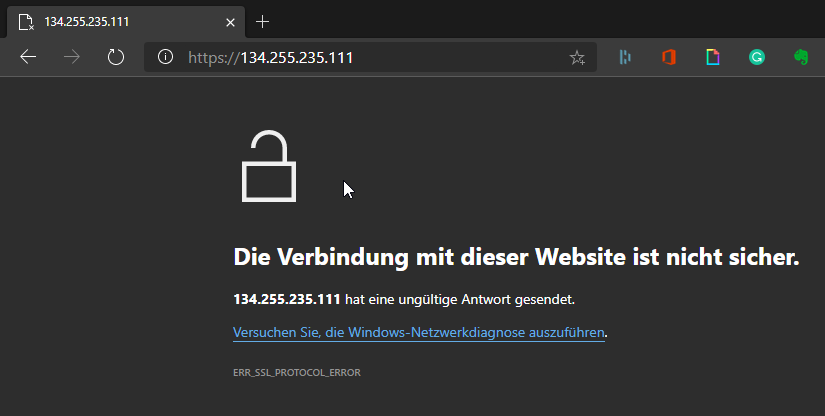 134.255.235.111
https://134.255.235.111
Die Verbindung mit dieser Website ist nicht sicher.
134.255.235.111 hat eine ungültige Antwort gesendet.
Versuchen Sie, die Windows-Netzwerkdiagnose auszuführen.
ERR_SSL_PROTOCOL_ERROR